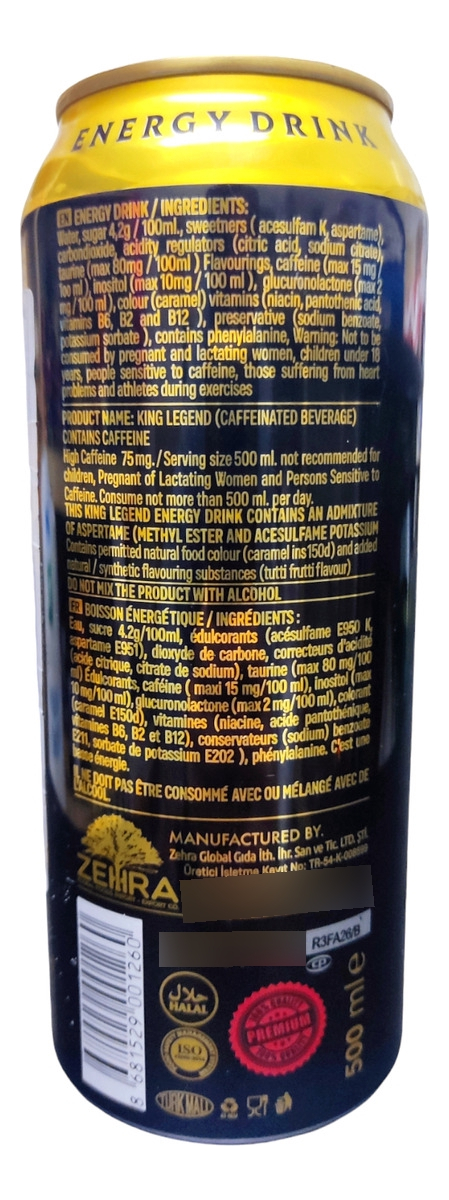 ENERGY DRINK
EN ENERGY DRINK / INGREDIENTS:
Water, sugar 4,2g / 100ml., sweetners ( acesulfam K, aspartame),
carbondioxide, acidity regulators (citric acid, sodium citrate),
taurine (max 80mg / 100ml ) Flavourings, caffeine (max 15 mg /
100 ml ), inositol (max 10mg / 100 ml ), glucuronolactone (max 2
mg / 100 ml ), colour (caramel) vitamins (niacin, pantothenic acid,
vitamins B6, B2 and B12 ), preservative (sodium benzoate,
potassium sorbate ), contains phenylalanine, Warning: Not to be
consumed by pregnant and lactating women, children under 18
years, people sensitive to caffeine, those suffering from heart
problems and athletes during exercises
PRODUCT NAME: KING LEGEND (CAFFEINATED BEVERAGE)
CONTAINS CAFFEINE
High Caffeine 75 mg. / Serving size 500 ml. not recommended for
children, Pregnant of Lactating Women and Persons Sensitive to
Caffeine. Consume not more than 500 ml. per day.
THIS KING LEGEND ENERGY DRINK CONTAINS AN ADMIXTURE
OF ASPERTAME (METHYL ESTER AND ACESULFAME POTASSIUM
Contains permitted natural food colour (caramel ins150d) and added
natural / synthetic flavouring substances (tutti frutti flavour)
DO NOT MIX THE PRODUCT WITH ALCOHOL
FR BOISSON ÉNERGÉTIQUE / INGRÉDIENTS :
Eau, sucre 4.2g/100ml, édulcorants (acésulfame E950 K,
aspartame E951), dioxyde de carbone, correcteurs d'acidité
(acide citrique, citrate de sodium), taurine (max 80 mg/100
ml) Édulcorants, caféine ( maxi 15 mg/100 ml), inositol (max
10 mg/100 ml), glucuronolactone (max 2 mg/100 ml), colorant
(caramel E150d), vitamines (niacine, acide pantothénique,
vitamines B6, B2 et B12), conservateurs (sodium) benzoate
E211, sorbate de potassium E202 ), phénylalanine. C'est une
énergie.
IL NE DOIT PAS ÊTRE CONSOMMÉ AVEC OU MÉLANGÉ AVEC DE
L'ALCOOL.
ZEHRA
MANUFACTURED BY.
Zehra Global Gıda İth. İhr. San ve Tic. LTD. ŞTİ.
Üretici İşletme Kayıt No: TR-54-K-008699
R3FA26/B
8 681529 001260
حلال
HALAL
ISO
100% QUALITY
PREMIUM
500 ml e
TURK MALI